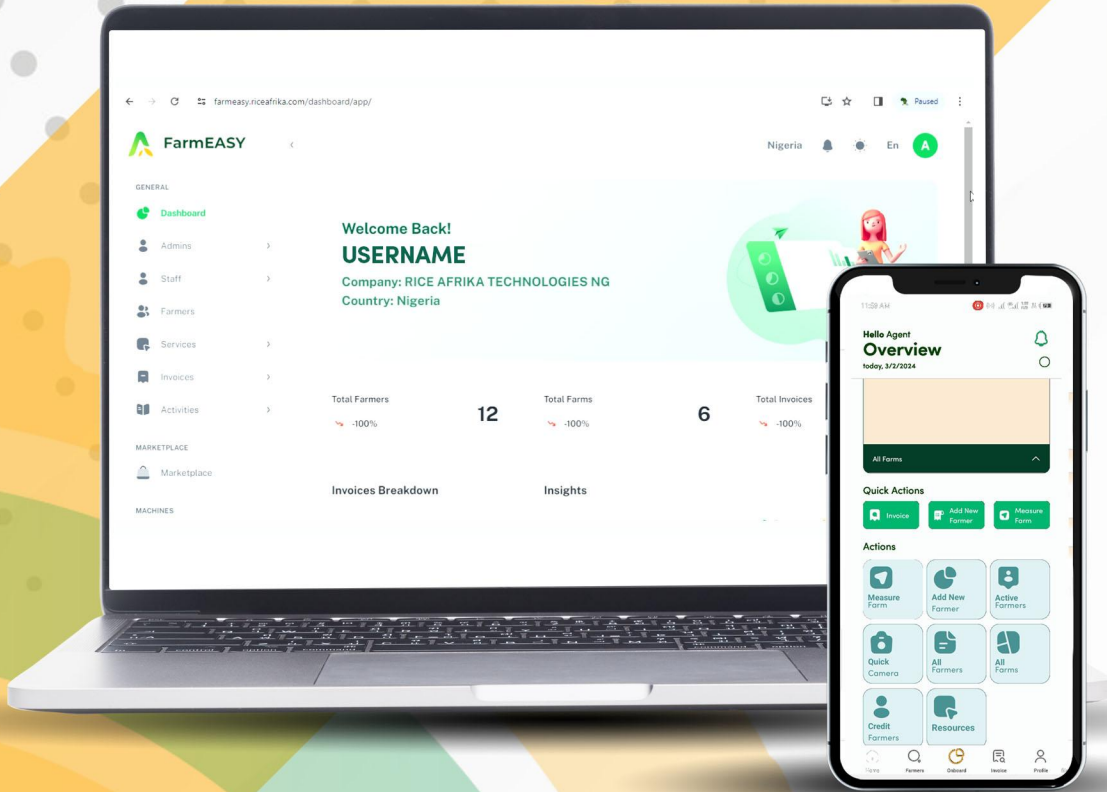 farmeasy.riceafrika.com/dashboard/app/
Paused
FarmEASY
Nigeria
En
A
GENERAL
Dashboard
Admins
Staff
Farmers
Services
Invoices
Activities
MARKETPLACE
Marketplace
MACHINES
Welcome Back!
USERNAME
Company: RICE AFRIKA TECHNOLOGIES NG
Country: Nigeria
Total Farmers
-100%
12
Total Farms
-100%
6
Total Invoices
-100%
Invoices Breakdown
Insights
11:59 AM
Hello Agent
Overview
today, 3/2/2024
All Farms
Quick Actions
Invoice
Add New
Farmer
Measure
Farm
Actions
Measure
Farm
Add New
Farmer
Active
Farmers
Quick
Camera
All
Farmers
All
Farms
Credit
Farmers
Resources
Farms
Farmers
Onboard
Invoice
Profile